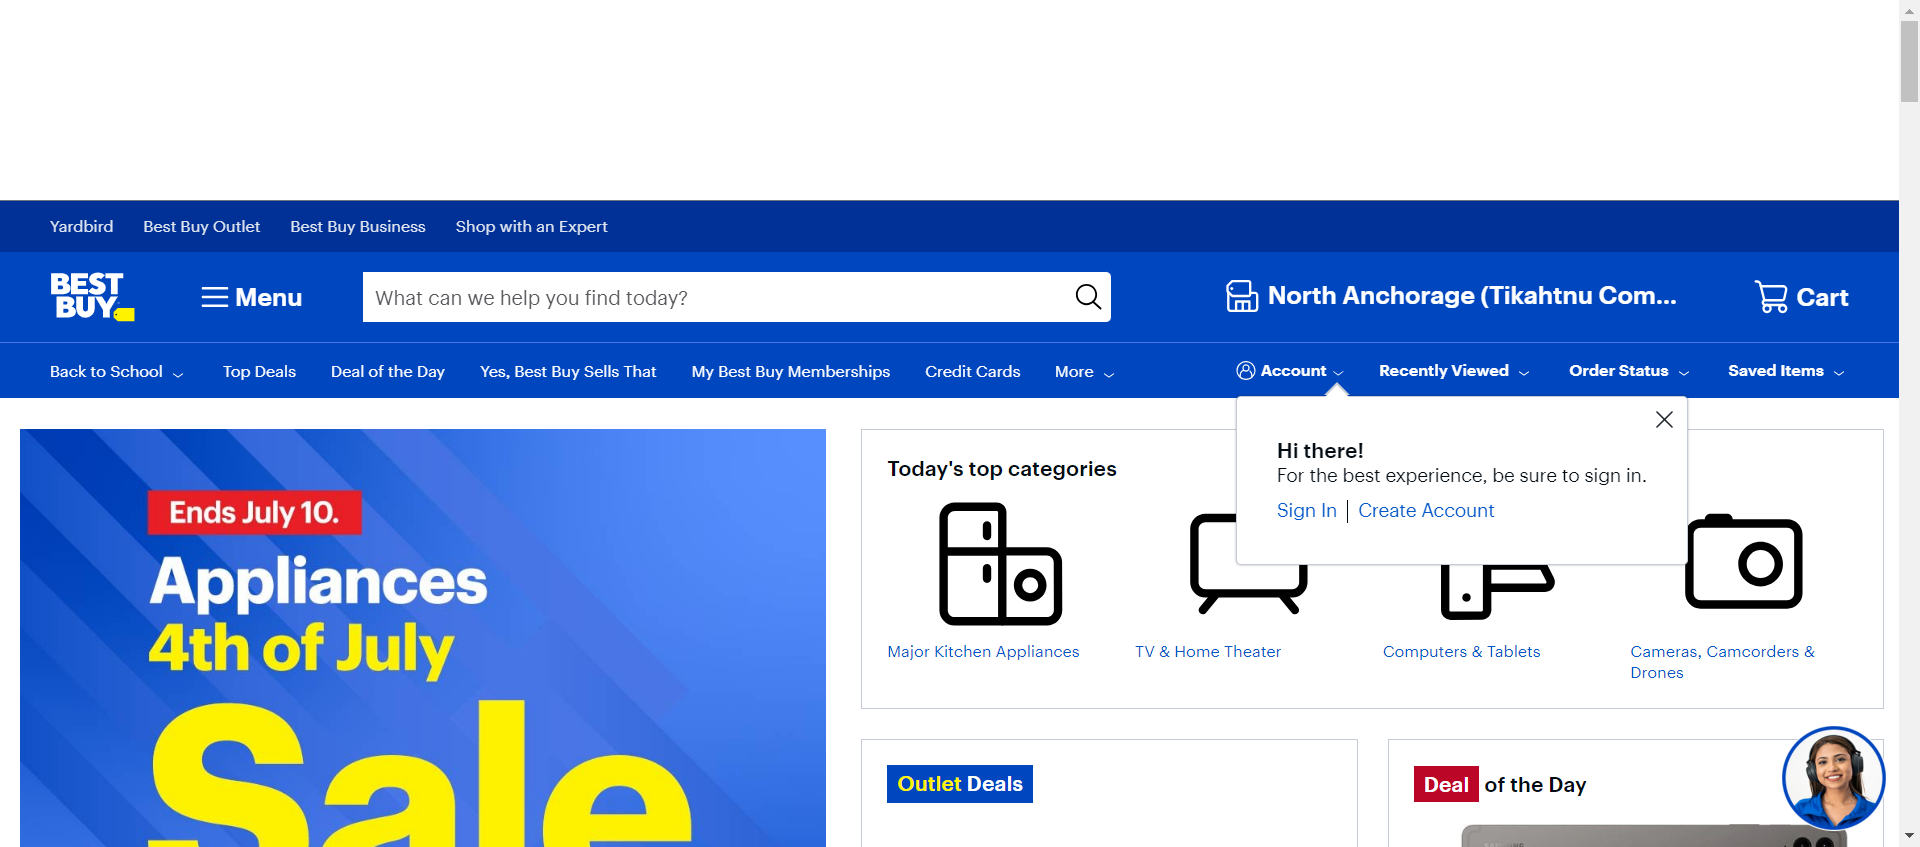 Yardbird
Best Buy Outlet
Best Buy Business
Shop with an Expert
BEST
BUY
Menu
What can we help you find today?
North Anchorage (Tikahtnu Com...
Cart
Back to School
Top Deals
Deal of the Day
Yes, Best Buy Sells That
My Best Buy Memberships
Credit Cards
More
Account
Recently Viewed
Order Status
Saved Items
Hi there!
For the best experience, be sure to sign in.
Sign In
Create Account
Ends July 10.
Appliances
4th of July
Sale
Today's top categories
Major Kitchen Appliances
TV & Home Theater
Computers & Tablets
Cameras, Camcorders &
Drones
Outlet Deals
Deal of the Day